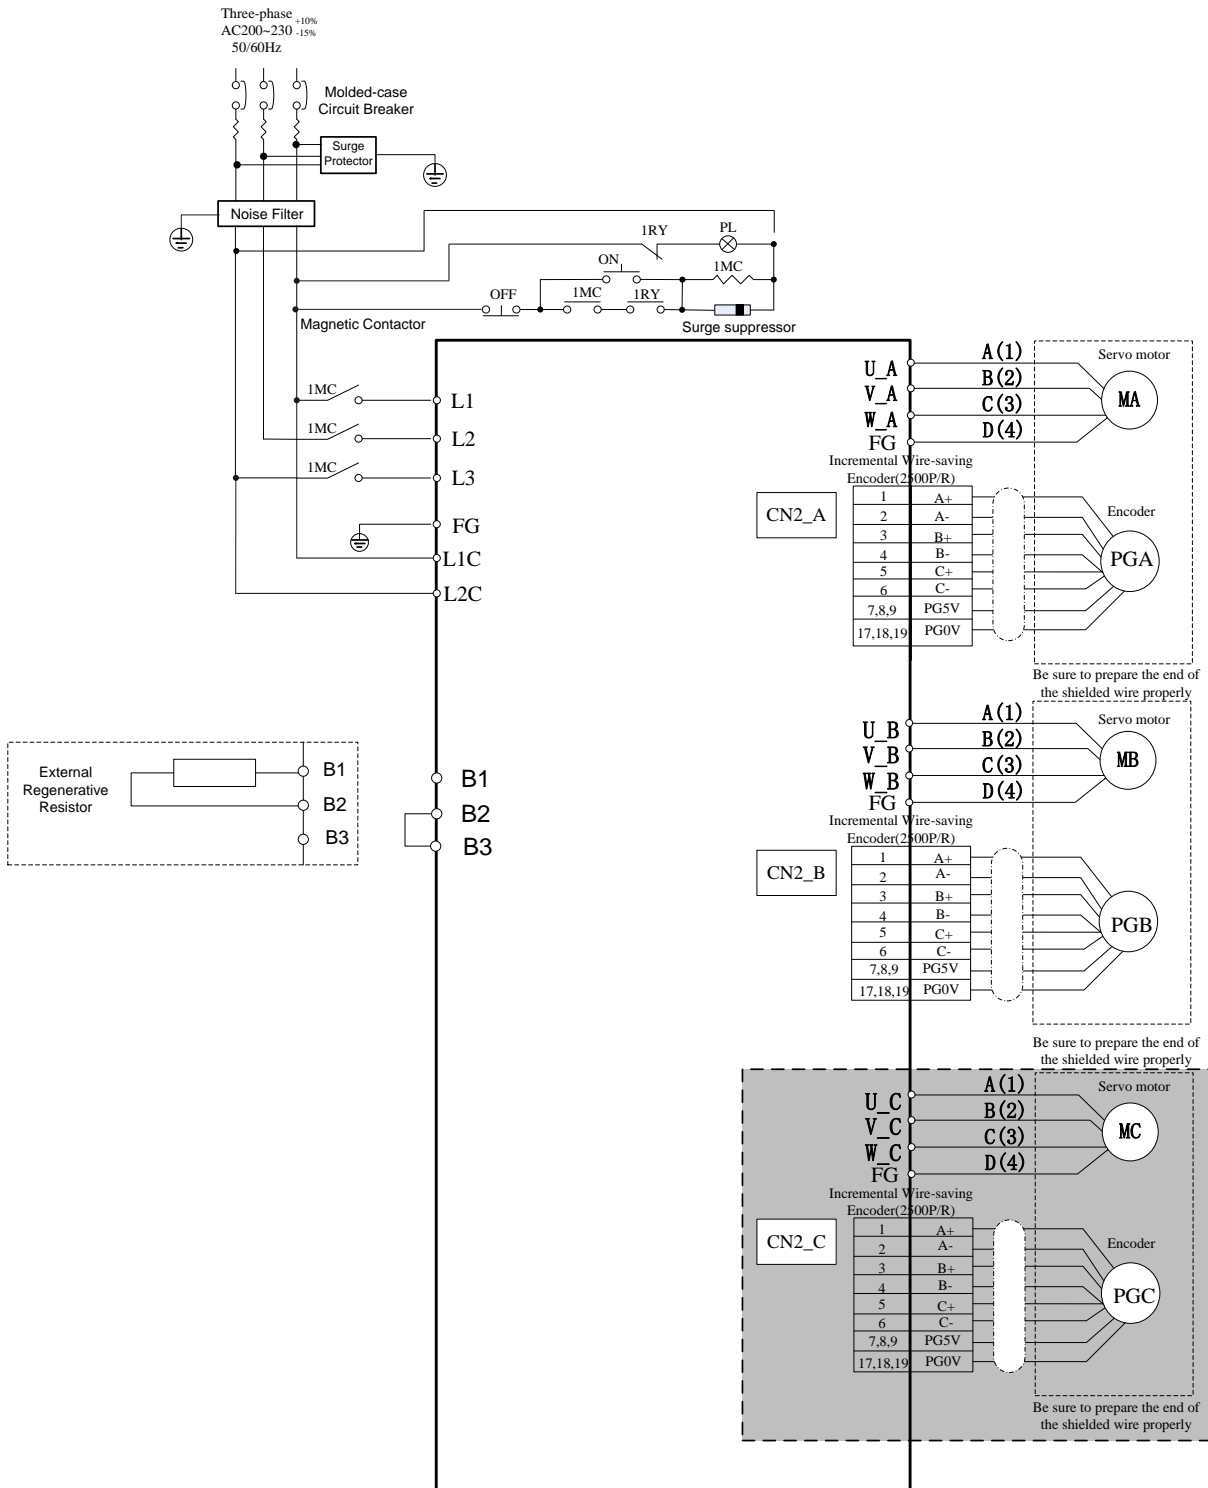 Three-phase
AC200~230 +10% -15%
50/60Hz
Molded-case
Circuit Breaker
Surge
Protector
Noise Filter
1RY
PL
ON
1MC
OFF
1MC
1RY
Magnetic Contactor
Surge suppressor
1MC
L1
1MC
L2
1MC
L3
FG
L1C
L2C
External
Regenerative
Resistor
B1
B2
B3
B1
B2
B3
U_A
A(1)
V_A
B(2)
W_A
C(3)
FG
D(4)
Servo motor
MA
Incremental Wire-saving
Encoder(2500P/R)
CN2_A
1 A+
2 A-
3 B+
4 B-
5 C+
6 C-
7,8,9 PG5V
17,18,19 PG0V
Encoder
PGA
Be sure to prepare the end of
the shielded wire properly
U_B
A(1)
V_B
B(2)
W_B
C(3)
FG
D(4)
Servo motor
MB
Incremental Wire-saving
Encoder(2500P/R)
CN2_B
1 A+
2 A-
3 B+
4 B-
5 C+
6 C-
7,8,9 PG5V
17,18,19 PG0V
PGB
Be sure to prepare the end of
the shielded wire properly
U_C
A(1)
V_C
B(2)
W_C
C(3)
FG
D(4)
Servo motor
MC
Incremental Wire-saving
Encoder(2500P/R)
CN2_C
1 A+
2 A-
3 B+
4 B-
5 C+
6 C-
7,8,9 PG5V
17,18,19 PG0V
Encoder
PGC
Be sure to prepare the end of
the shielded wire properly